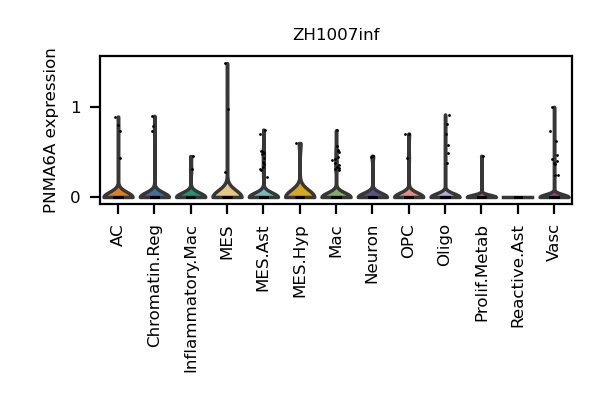 ZH1007inf
PNMA6A expression
1
0
AC
Chromatin.Reg
Inflammatory.Mac
MES
MES.Ast
MES.Hyp
Mac
Neuron
OPC
Oligo
Prolif.Metab
Reactive.Ast
Vasc